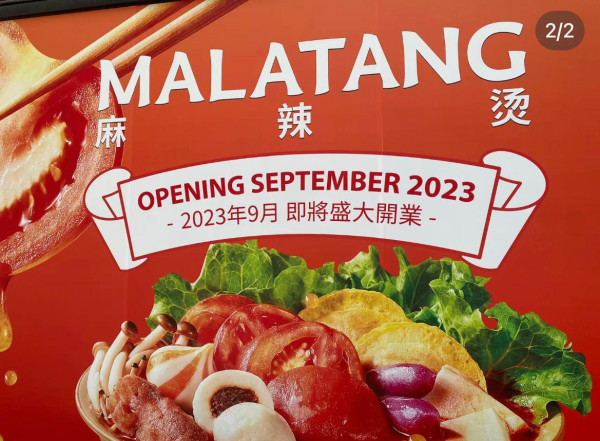 2/2
MALATANG
麻 辣 烫
OPENING SEPTEMBER 2023
- 2023年9月 即將盛大開業 -